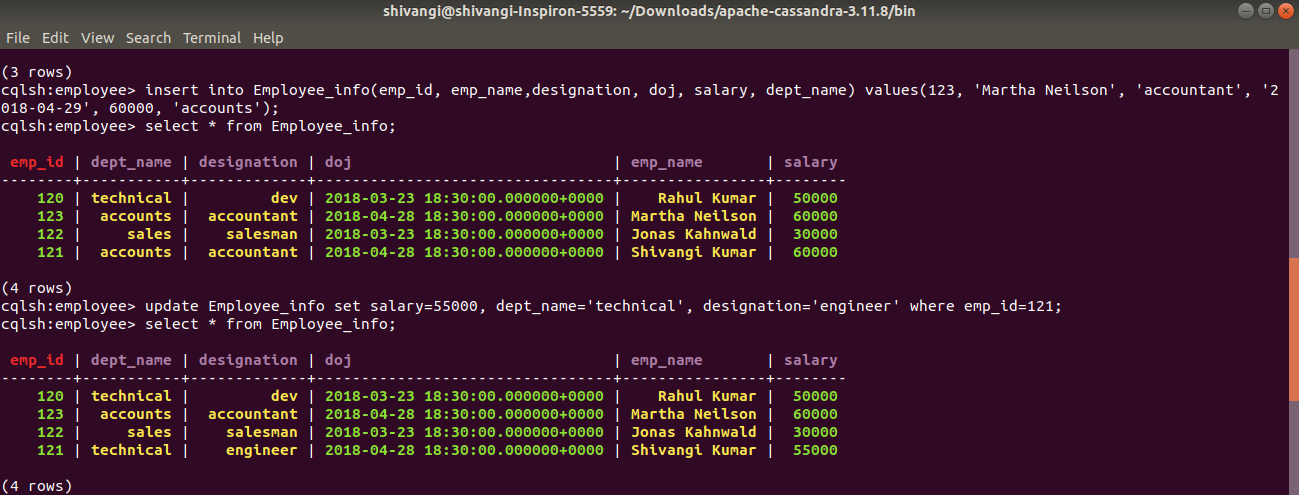 shivangi@shivangi-Inspiron-5559: ~/Downloads/apache-cassandra-3.11.8/bin
File Edit View Search Terminal Help
(3 rows)
cqlsh:employee> insert into Employee_info(emp_id, emp_name,designation, doj, salary, dept_name) values(123, 'Martha Neilson', 'accountant', '2
018-04-29', 60000, 'accounts');
cqlsh:employee> select * from Employee_info;
 emp_id | dept_name | designation | doj                             | emp_name       | salary
--------+-----------+-------------+---------------------------------+----------------+--------
    120 | technical |         dev | 2018-03-23 18:30:00.000000+0000 |    Rahul Kumar |  50000
    123 |  accounts |  accountant | 2018-04-28 18:30:00.000000+0000 | Martha Neilson |  60000
    122 |     sales |    salesman | 2018-03-23 18:30:00.000000+0000 | Jonas Kahnwald |  30000
    121 |  accounts |  accountant | 2018-04-28 18:30:00.000000+0000 | Shivangi Kumar |  60000
(4 rows)
cqlsh:employee> update Employee_info set salary=55000, dept_name='technical', designation='engineer' where emp_id=121;
cqlsh:employee> select * from Employee_info;
 emp_id | dept_name | designation | doj                             | emp_name       | salary
--------+-----------+-------------+---------------------------------+----------------+--------
    120 | technical |         dev | 2018-03-23 18:30:00.000000+0000 |    Rahul Kumar |  50000
    123 |  accounts |  accountant | 2018-04-28 18:30:00.000000+0000 | Martha Neilson |  60000
    122 |     sales |    salesman | 2018-03-23 18:30:00.000000+0000 | Jonas Kahnwald |  30000
    121 | technical |    engineer | 2018-04-28 18:30:00.000000+0000 | Shivangi Kumar |  55000
(4 rows)